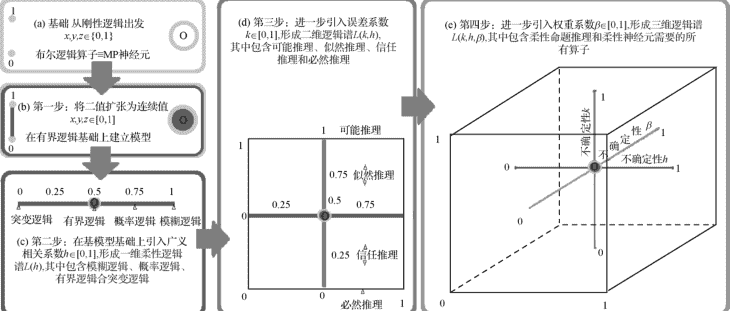 1
(a) 基础 从刚性逻辑出发
x,y,z∈{0,1}
0
布尔逻辑算子≡MP神经元
1
(b) 第一步：将二值扩张为连续值
x,y,z∈[0,1]
0
在有界逻辑基础上建立模型
0 0.25 0.5 0.75 1
突变逻辑 有界逻辑 概率逻辑 模糊逻辑
(c) 第二步：在基模型基础上引入广义
相关系数h∈[0,1],形成一维柔性逻辑
谱L(h),其中包含模糊逻辑、概率逻辑、
有界逻辑合突变逻辑
(d) 第三步：进一步引入误差系数
k∈[0,1],形成二维逻辑谱L(k,h),
其中包含可能推理、似然推理、信任
推理和必然推理
1 可能推理
1 1
0.75 似然推理
0.25 0.5 0.75
0
0.25 信任推理
0 0 1
必然推理
(e) 第四步：进一步引入权重系数β∈[0,1],形成三维逻辑谱
L(k,h,β),其中包含柔性命题推理和柔性神经元需要的所
有算子
1
1
不确定性k
不确定性β
1
0 不确定性h 1
0
0
0 1